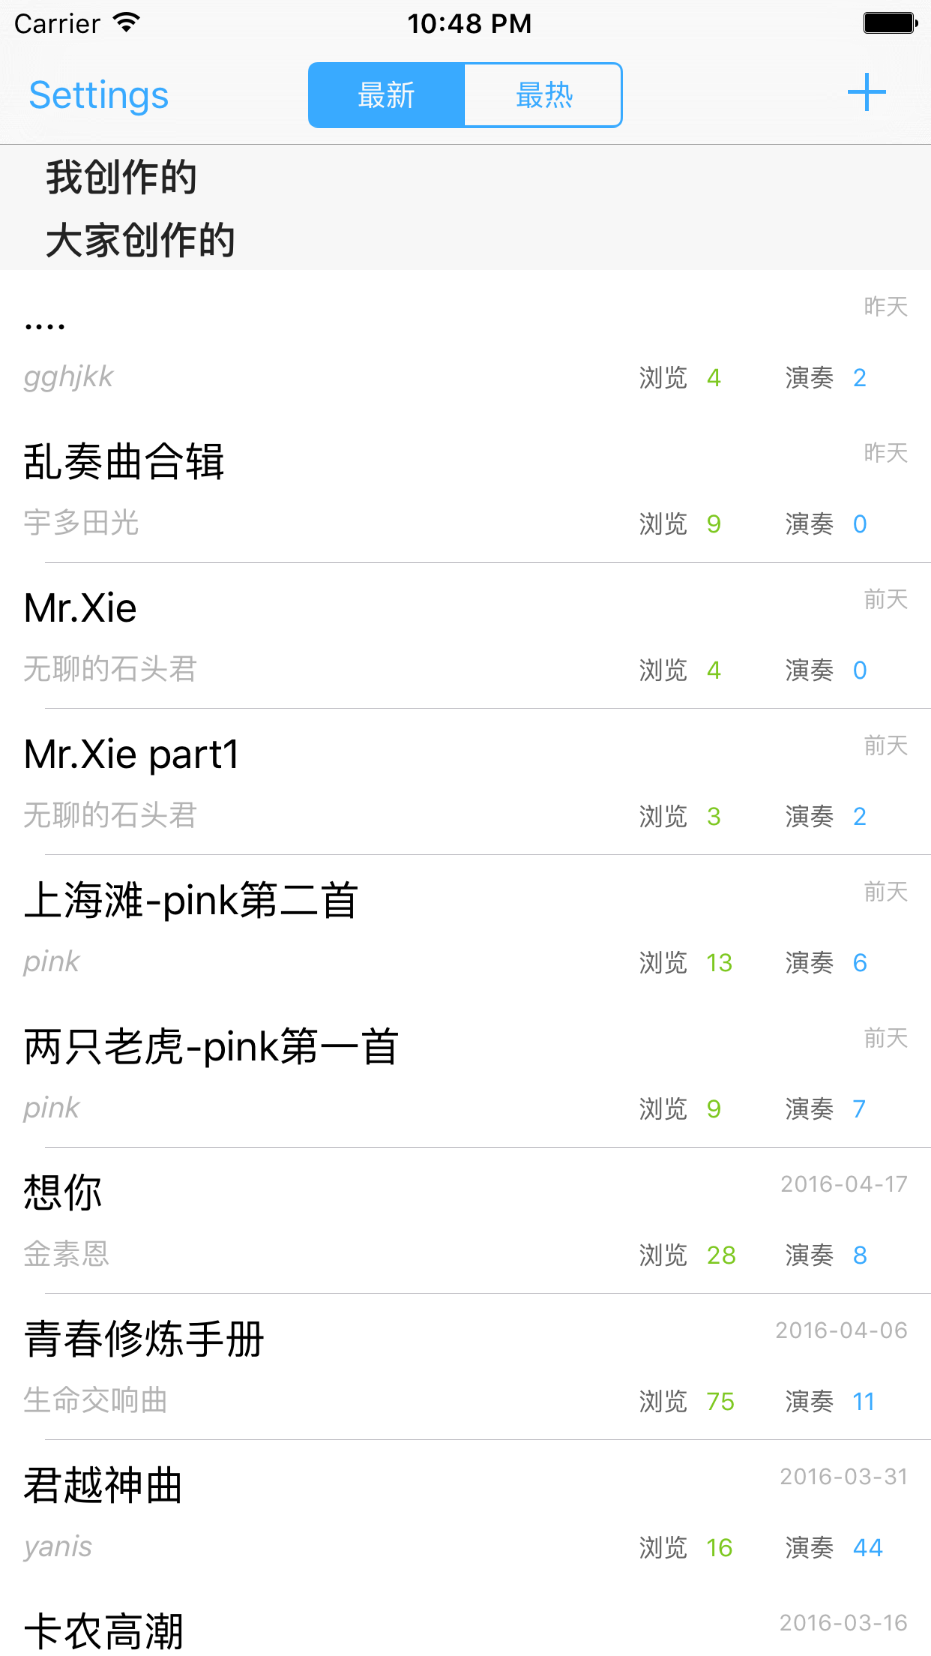 Carrier 10:48 PM
Settings 最新 最热
我创作的
大家创作的
.... 昨天
gghjkk 浏览 4 演奏 2
乱奏曲合辑 昨天
宇多田光 浏览 9 演奏 0
Mr.Xie 前天
无聊的石头君 浏览 4 演奏 0
Mr.Xie part1 前天
无聊的石头君 浏览 3 演奏 2
上海滩-pink第二首 前天
pink 浏览 13 演奏 6
两只老虎-pink第一首 前天
pink 浏览 9 演奏 7
想你 2016-04-17
金素恩 浏览 28 演奏 8
青春修炼手册 2016-04-06
生命交响曲 浏览 75 演奏 11
君越神曲 2016-03-31
yanis 浏览 16 演奏 44
卡农高潮 2016-03-16